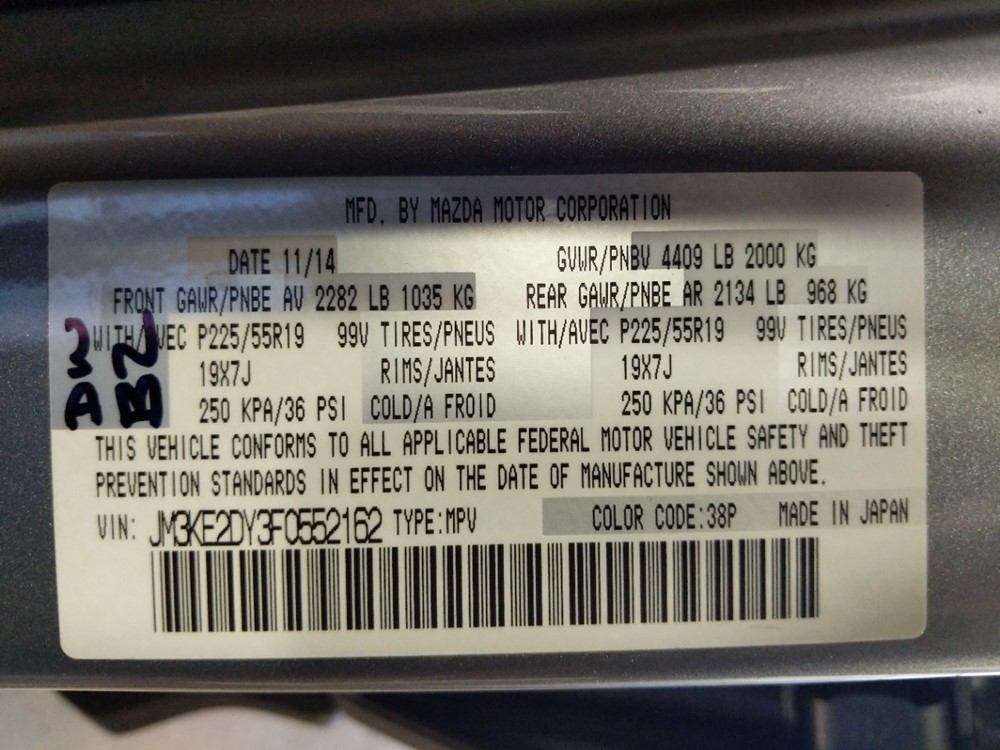 MFD. BY MAZDA MOTOR CORPORATION
DATE 11/14 GVWR/PNBV 4409 LB 2000 KG
FRONT GAWR/PNBE AV 2282 LB 1035 KG REAR GAWR/PNBE AR 2134 LB 968 KG
WITH/AVEC P225/55R19 99V TIRES/PNEUS WITH/AVEC P225/55R19 99V TIRES/PNEUS
19X7J RIMS/JANTES 19X7J RIMS/JANTES
250 KPA/36 PSI COLD/A FROID 250 KPA/36 PSI COLD/A FROID
THIS VEHICLE CONFORMS TO ALL APPLICABLE FEDERAL MOTOR VEHICLE SAFETY AND THEFT
PREVENTION STANDARDS IN EFFECT ON THE DATE OF MANUFACTURE SHOWN ABOVE.
VIN: JM3KE2DY3F0552162 TYPE:MPV COLOR CODE:38P MADE IN JAPAN